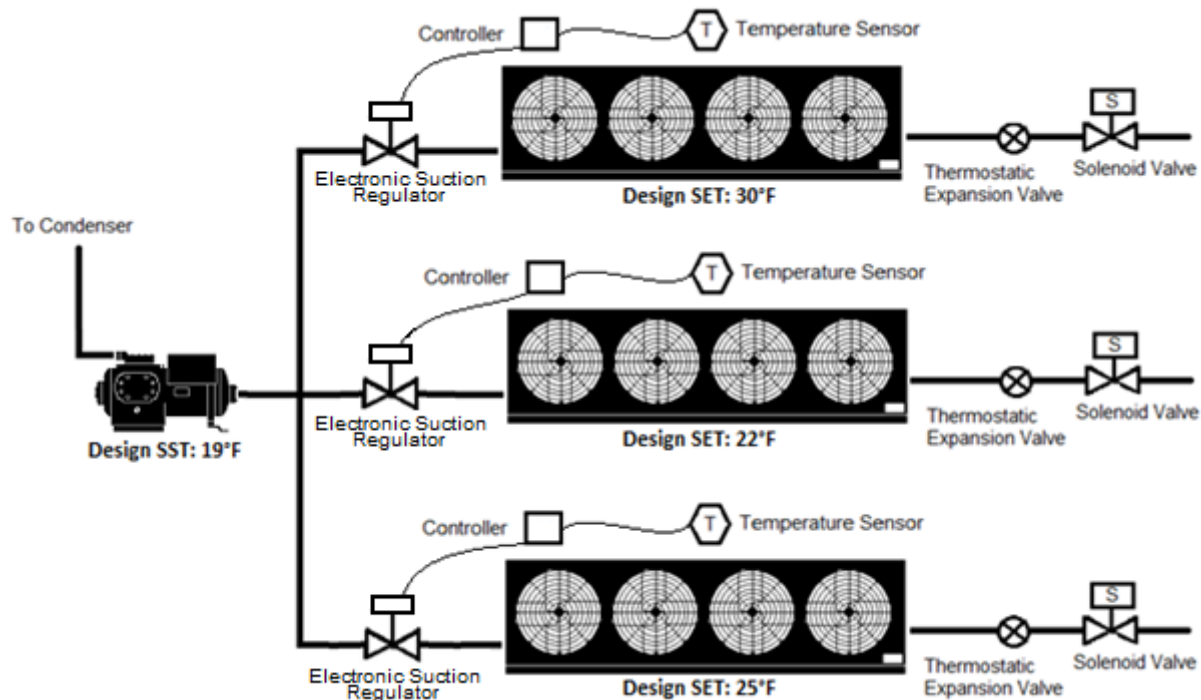 Controller
T
Temperature Sensor
S
Electronic Suction
Regulator
Design SET: 30°F
Thermostatic
Expansion Valve
Solenoid Valve
To Condenser
Controller
T
Temperature Sensor
S
Electronic Suction
Regulator
Design SST: 19°F
Design SET: 22°F
Thermostatic
Expansion Valve
Solenoid Valve
Controller
T
Temperature Sensor
S
Electronic Suction
Regulator
Design SET: 25°F
Thermostatic
Expansion Valve
Solenoid Valve